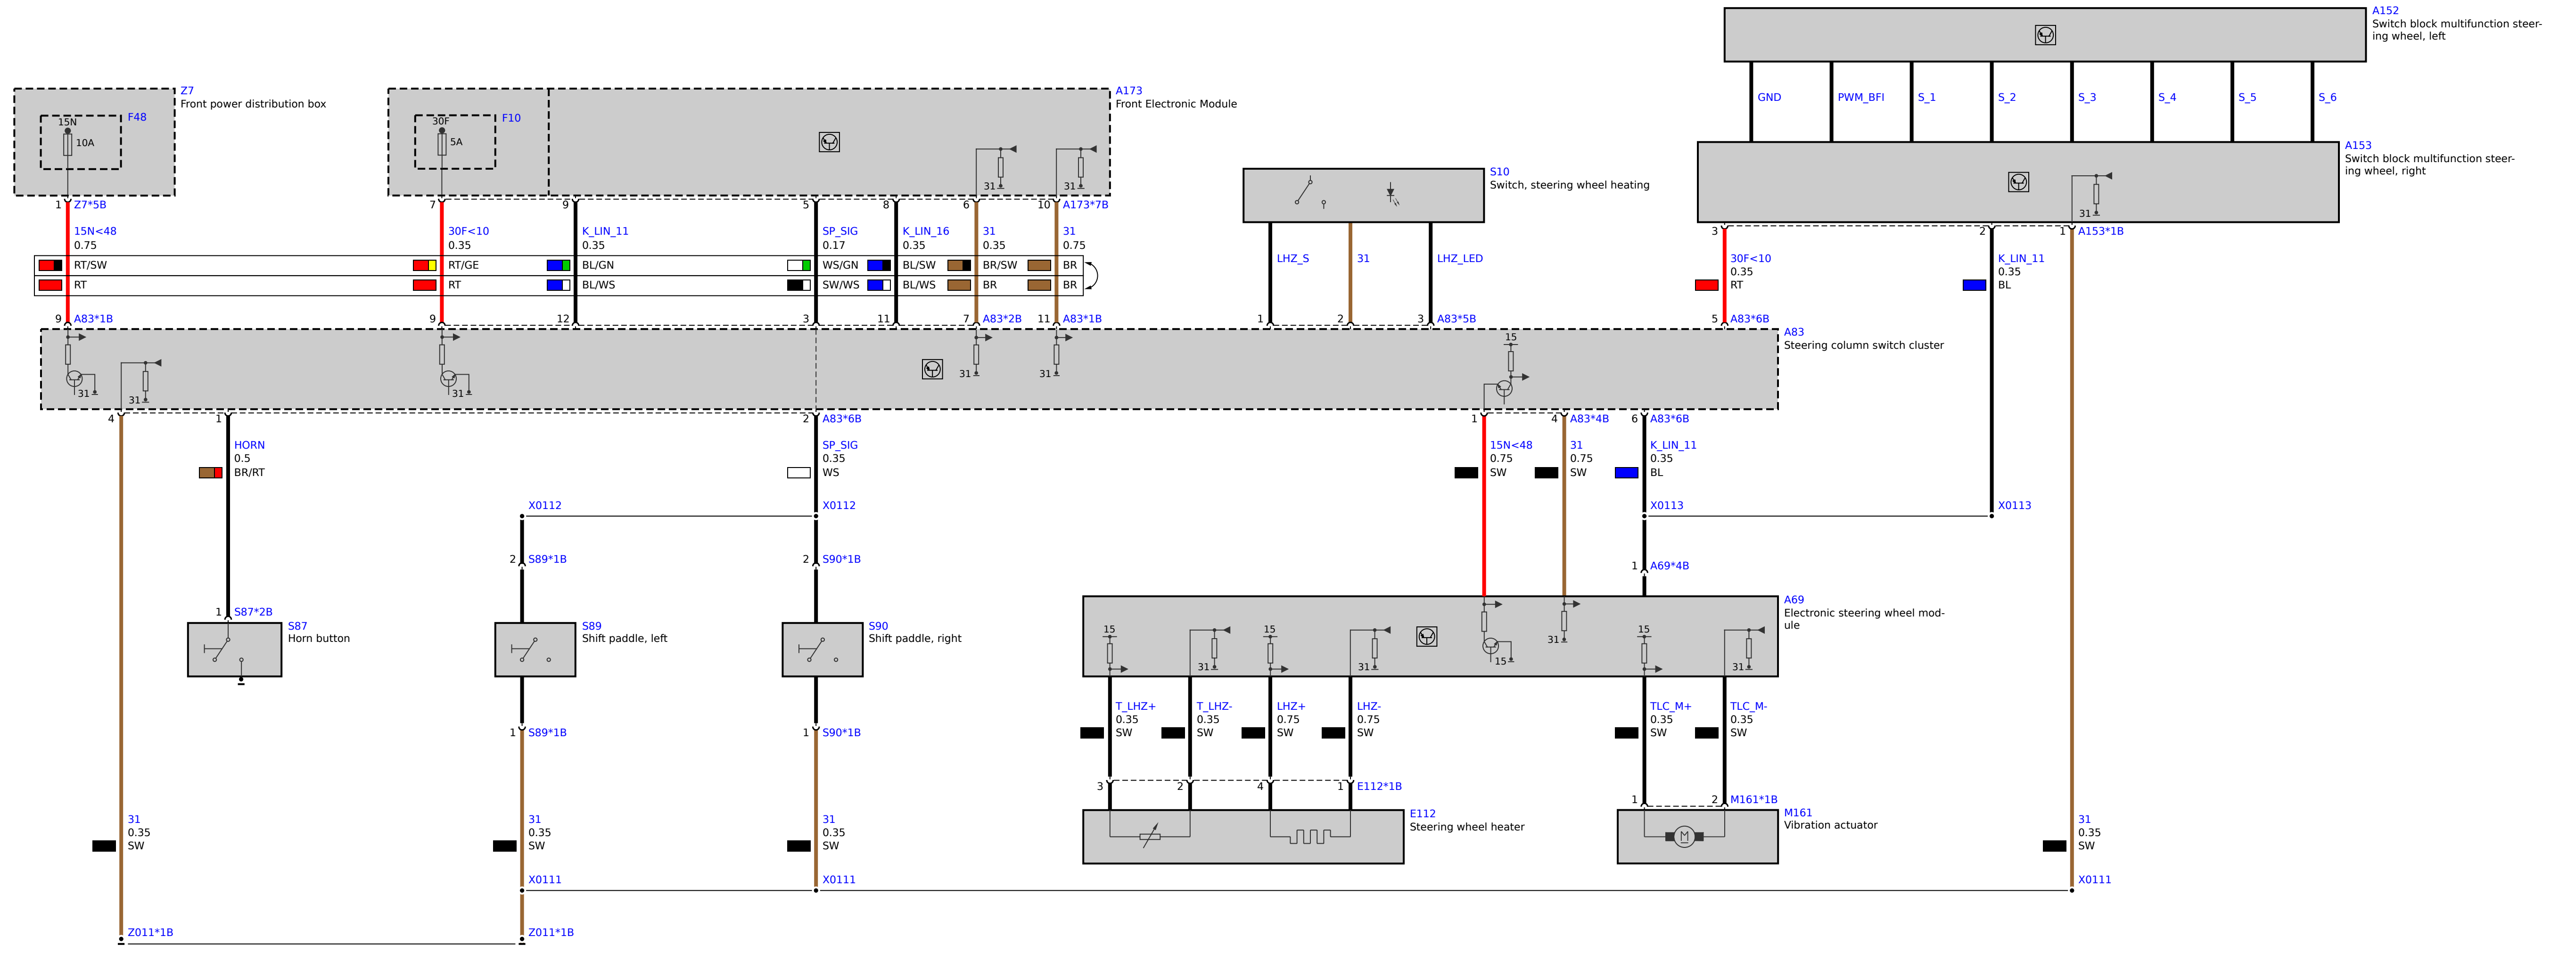 A152
Switch block multifunction steer-
ing wheel, left
GND PWM_BFI S_1 S_2 S_3 S_4 S_5 S_6
A153
Switch block multifunction steer-
ing wheel, right
31
3 2 1 A153*1B
Z7
Front power distribution box
F48
15N
10A
1 Z7*5B
A173
Front Electronic Module
F10
30F
5A
31 31
7 9 5 8 6 10 A173*7B
S10
Switch, steering wheel heating
15N<48 30F<10 K_LIN_11 SP_SIG K_LIN_16 31 31
0.75 0.35 0.35 0.17 0.35 0.35 0.75
RT/SW RT/GE BL/GN WS/GN BL/SW BR/SW BR
RT RT BL/WS SW/WS BL/WS BR BR
LHZ_S 31 LHZ_LED
30F<10
0.35
RT
K_LIN_11
0.35
BL
9 A83*1B 9 12 3 11 7 A83*2B 11 A83*1B 1 2 3 A83*5B 5 A83*6B
A83
Steering column switch cluster
15
31 31 31 31 31
4 1 2 A83*6B 1 4 A83*4B 6 A83*6B
HORN
0.5
BR/RT
SP_SIG
0.35
WS
15N<48
0.75
SW
31
0.75
SW
K_LIN_11
0.35
BL
X0112 X0112 X0113 X0113
2 S89*1B 2 S90*1B 1 A69*4B
1 S87*2B
S87
Horn button
S89
Shift paddle, left
S90
Shift paddle, right
A69
Electronic steering wheel mod-
ule
15 31 15 31 15 31 15 31
T_LHZ+ T_LHZ- LHZ+ LHZ- TLC_M+ TLC_M-
0.35 0.35 0.75 0.75 0.35 0.35
SW SW SW SW SW SW
1 S89*1B 1 S90*1B
3 2 4 1 E112*1B 1 2 M161*1B
E112
Steering wheel heater
M161
Vibration actuator
M
31 31 31 31
0.35 0.35 0.35 0.35
SW SW SW SW
X0111 X0111 X0111
Z011*1B Z011*1B